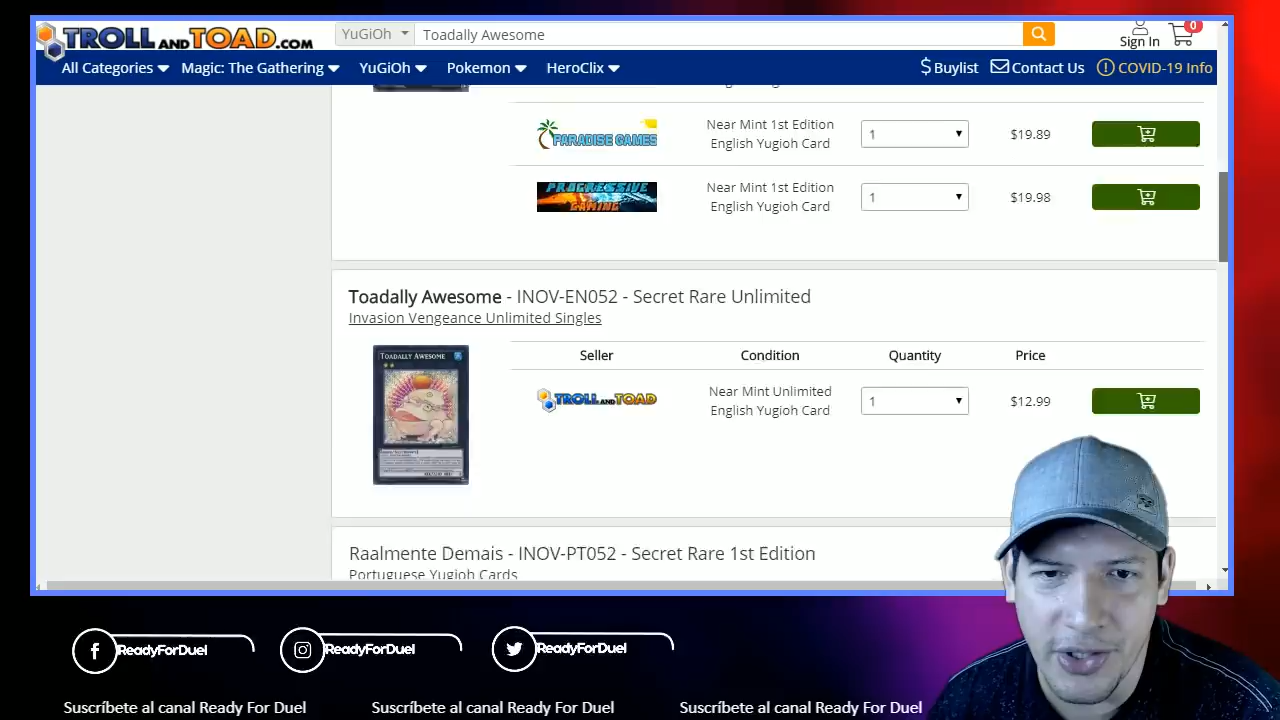 TROLL AND TOAD.COM
YuGiOh
Toadally Awesome
Sign In
0
All Categories
Magic: The Gathering
YuGiOh
Pokemon
HeroClix
$Buylist
Contact Us
COVID-19 Info
PARADISE GAMES
Near Mint 1st Edition
English Yugioh Card
1
$19.89
PROGRESSIVE
GAMING
Near Mint 1st Edition
English Yugioh Card
1
$19.98
Toadally Awesome - INOV-EN052 - Secret Rare Unlimited
Invasion Vengeance Unlimited Singles
Seller
Condition
Quantity
Price
TOADALLY AWESOME
TROLL AND TOAD
Near Mint Unlimited
English Yugioh Card
1
$12.99
Raalmente Demais - INOV-PT052 - Secret Rare 1st Edition
Portuguese Yugioh Cards
ReadyForDuel
ReadyForDuel
ReadyForDuel
Suscríbete al canal Ready For Duel
Suscríbete al canal Ready For Duel
Suscríbete al canal Ready For Duel